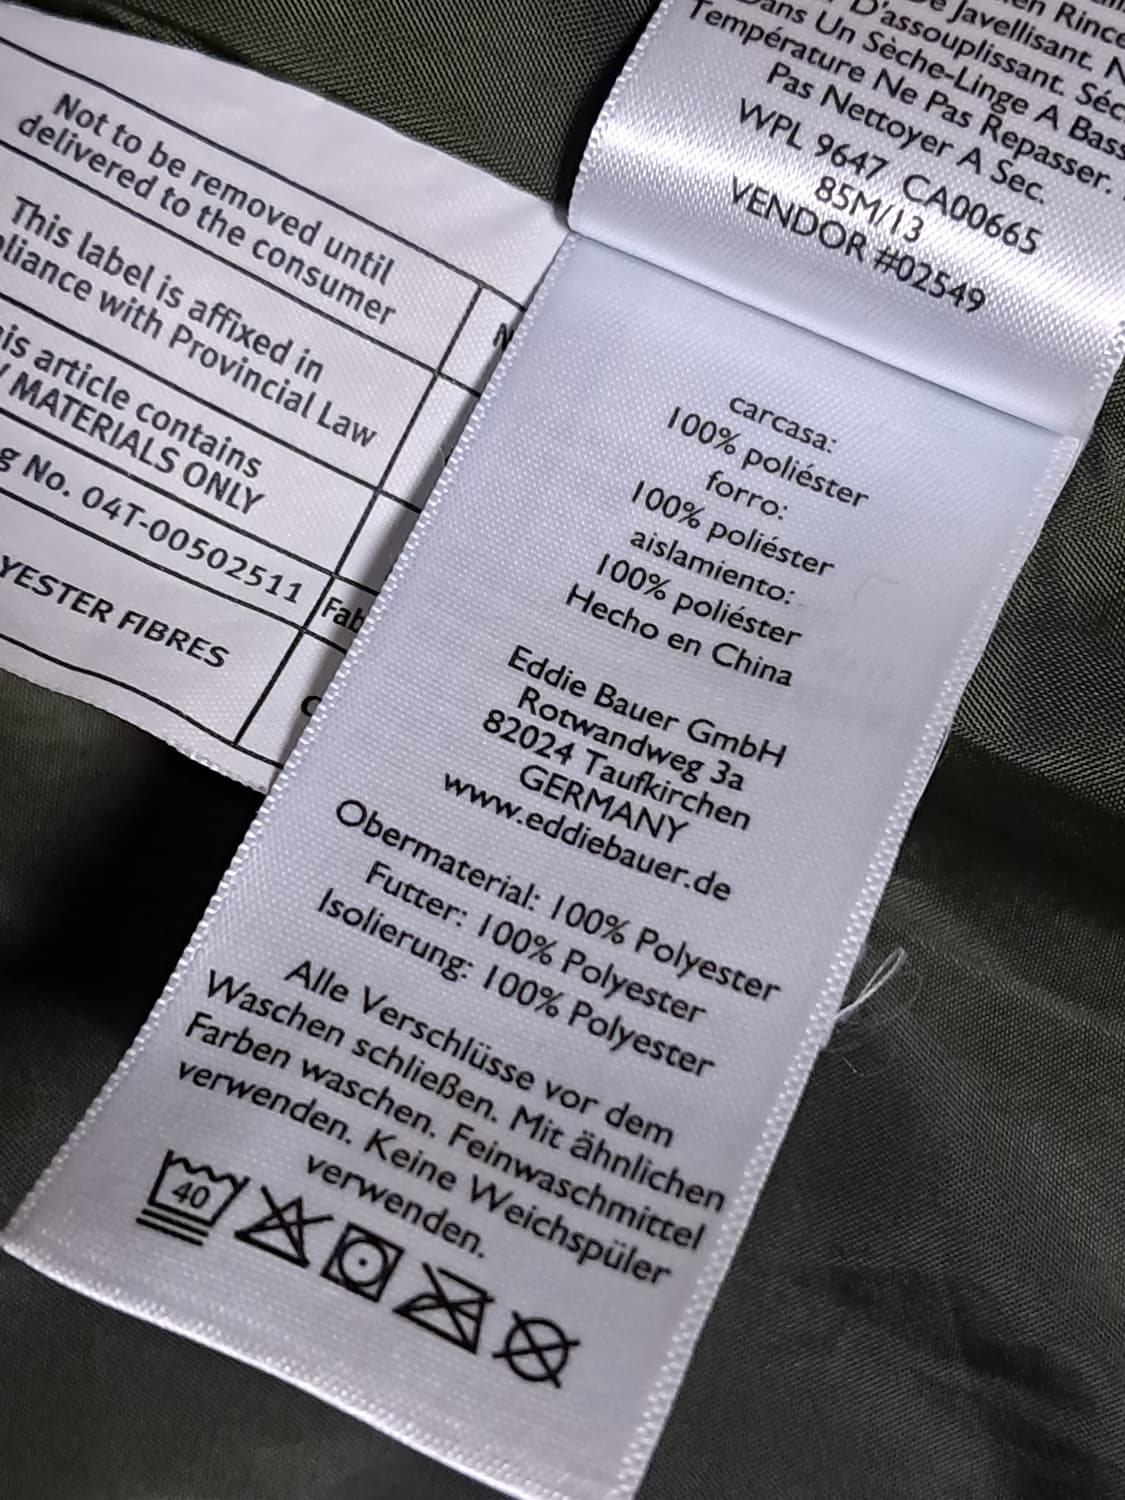 Not to be removed until
delivered to the consumer
This label is affixed in
with Provincial Law
article contains
MATERIALS ONLY
No. 04T-00502511
Fab
FIBRES
Rince
Javellisant.
D'assouplissant.
Dans Un Sèche-Linge A
Température Ne Pas Repasser.
Pas Nettoyer A Sec.
WPL 9647 CA00665
85M/13
VENDOR #02549
carcasa:
100% poliéster
forro:
100% poliéster
aislamiento:
100% poliéster
Hecho en China
Eddie Bauer GmbH
Rotwandweg 3a
82024 Taufkirchen
GERMANY
www.eddiebauer.de
Obermaterial: 100% Polyester
Futter: 100% Polyester
Isolierung: 100% Polyester
Alle Verschlüsse vor dem
Waschen schließen. Mit ähnlichen
Farben waschen. Feinwaschmittel
verwenden. Keine Weichspüler
verwenden.
40